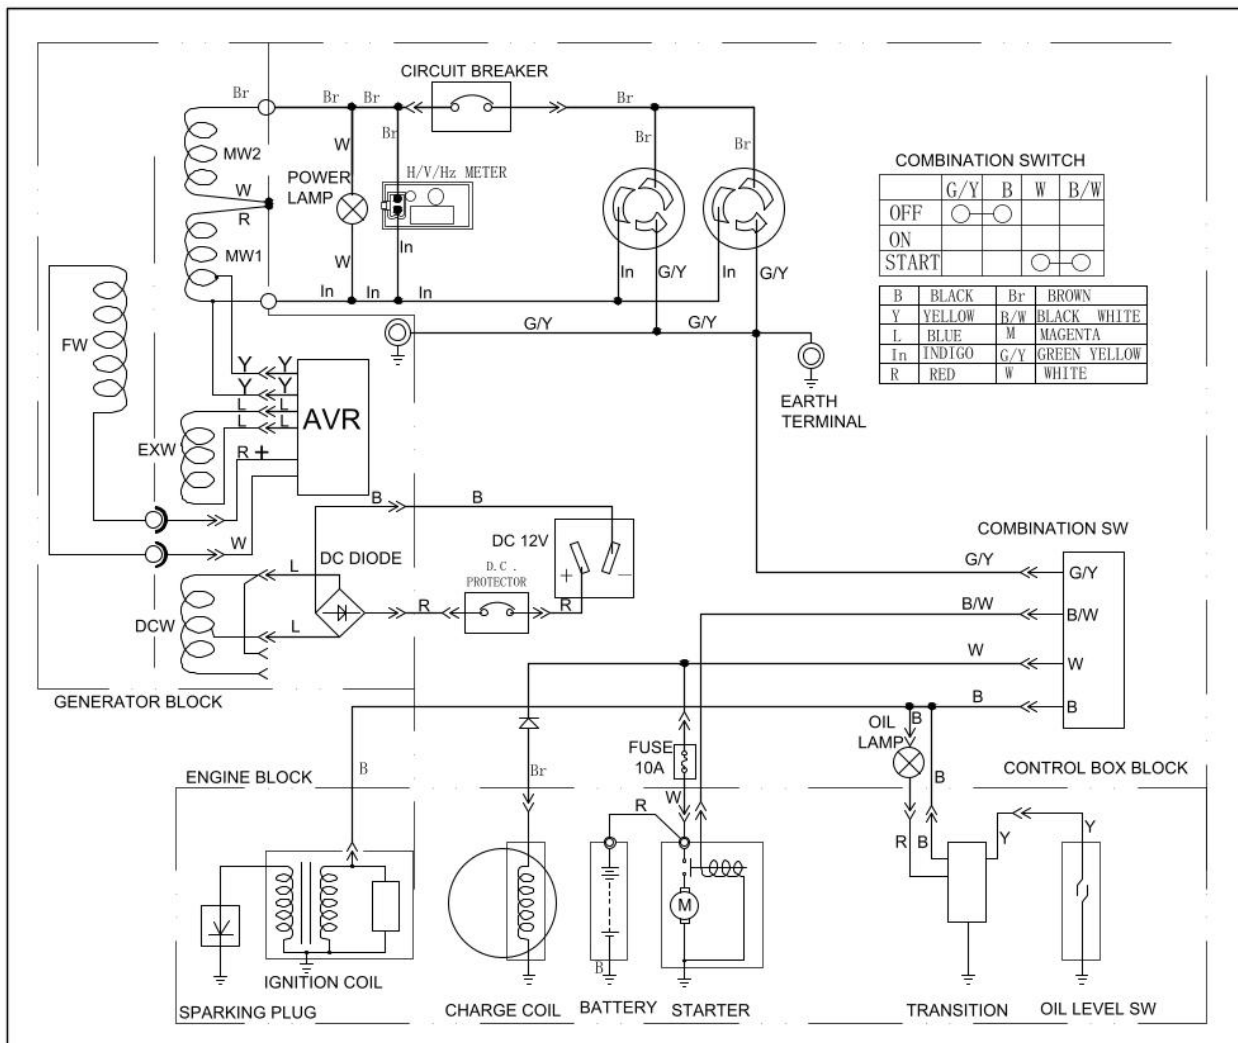 CIRCUIT BREAKER
Br
Br
Br
Br
Br
W
Br
Br
MW2
H/V/Hz METER
POWER
LAMP
COMBINATION SWITCH
G/Y B W B/W
OFF
ON
START
W
R
MW1
W
In
In
G/Y
In
G/Y
In
In
In
B BLACK Br BROWN
Y YELLOW B/W BLACK WHITE
L BLUE M MAGENTA
In INDIGO G/Y GREEN YELLOW
R RED W WHITE
G/Y
G/Y
FW
Y Y
Y Y
L L
L L
AVR
EARTH
TERMINAL
EXW
R +
B
B
W
DC DIODE
DC 12V
+ −
D.C.
PROTECTOR
COMBINATION SW
G/Y
G/Y
L
R
R
B/W
B/W
DCW
L
W
W
GENERATOR BLOCK
B
B
OIL
LAMP
B
FUSE
10A
ENGINE BLOCK
B
Br
B
CONTROL BOX BLOCK
R
W
R
B
Y
Y
M
B
IGNITION COIL
SPARKING PLUG
CHARGE COIL
BATTERY
STARTER
TRANSITION
OIL LEVEL SW